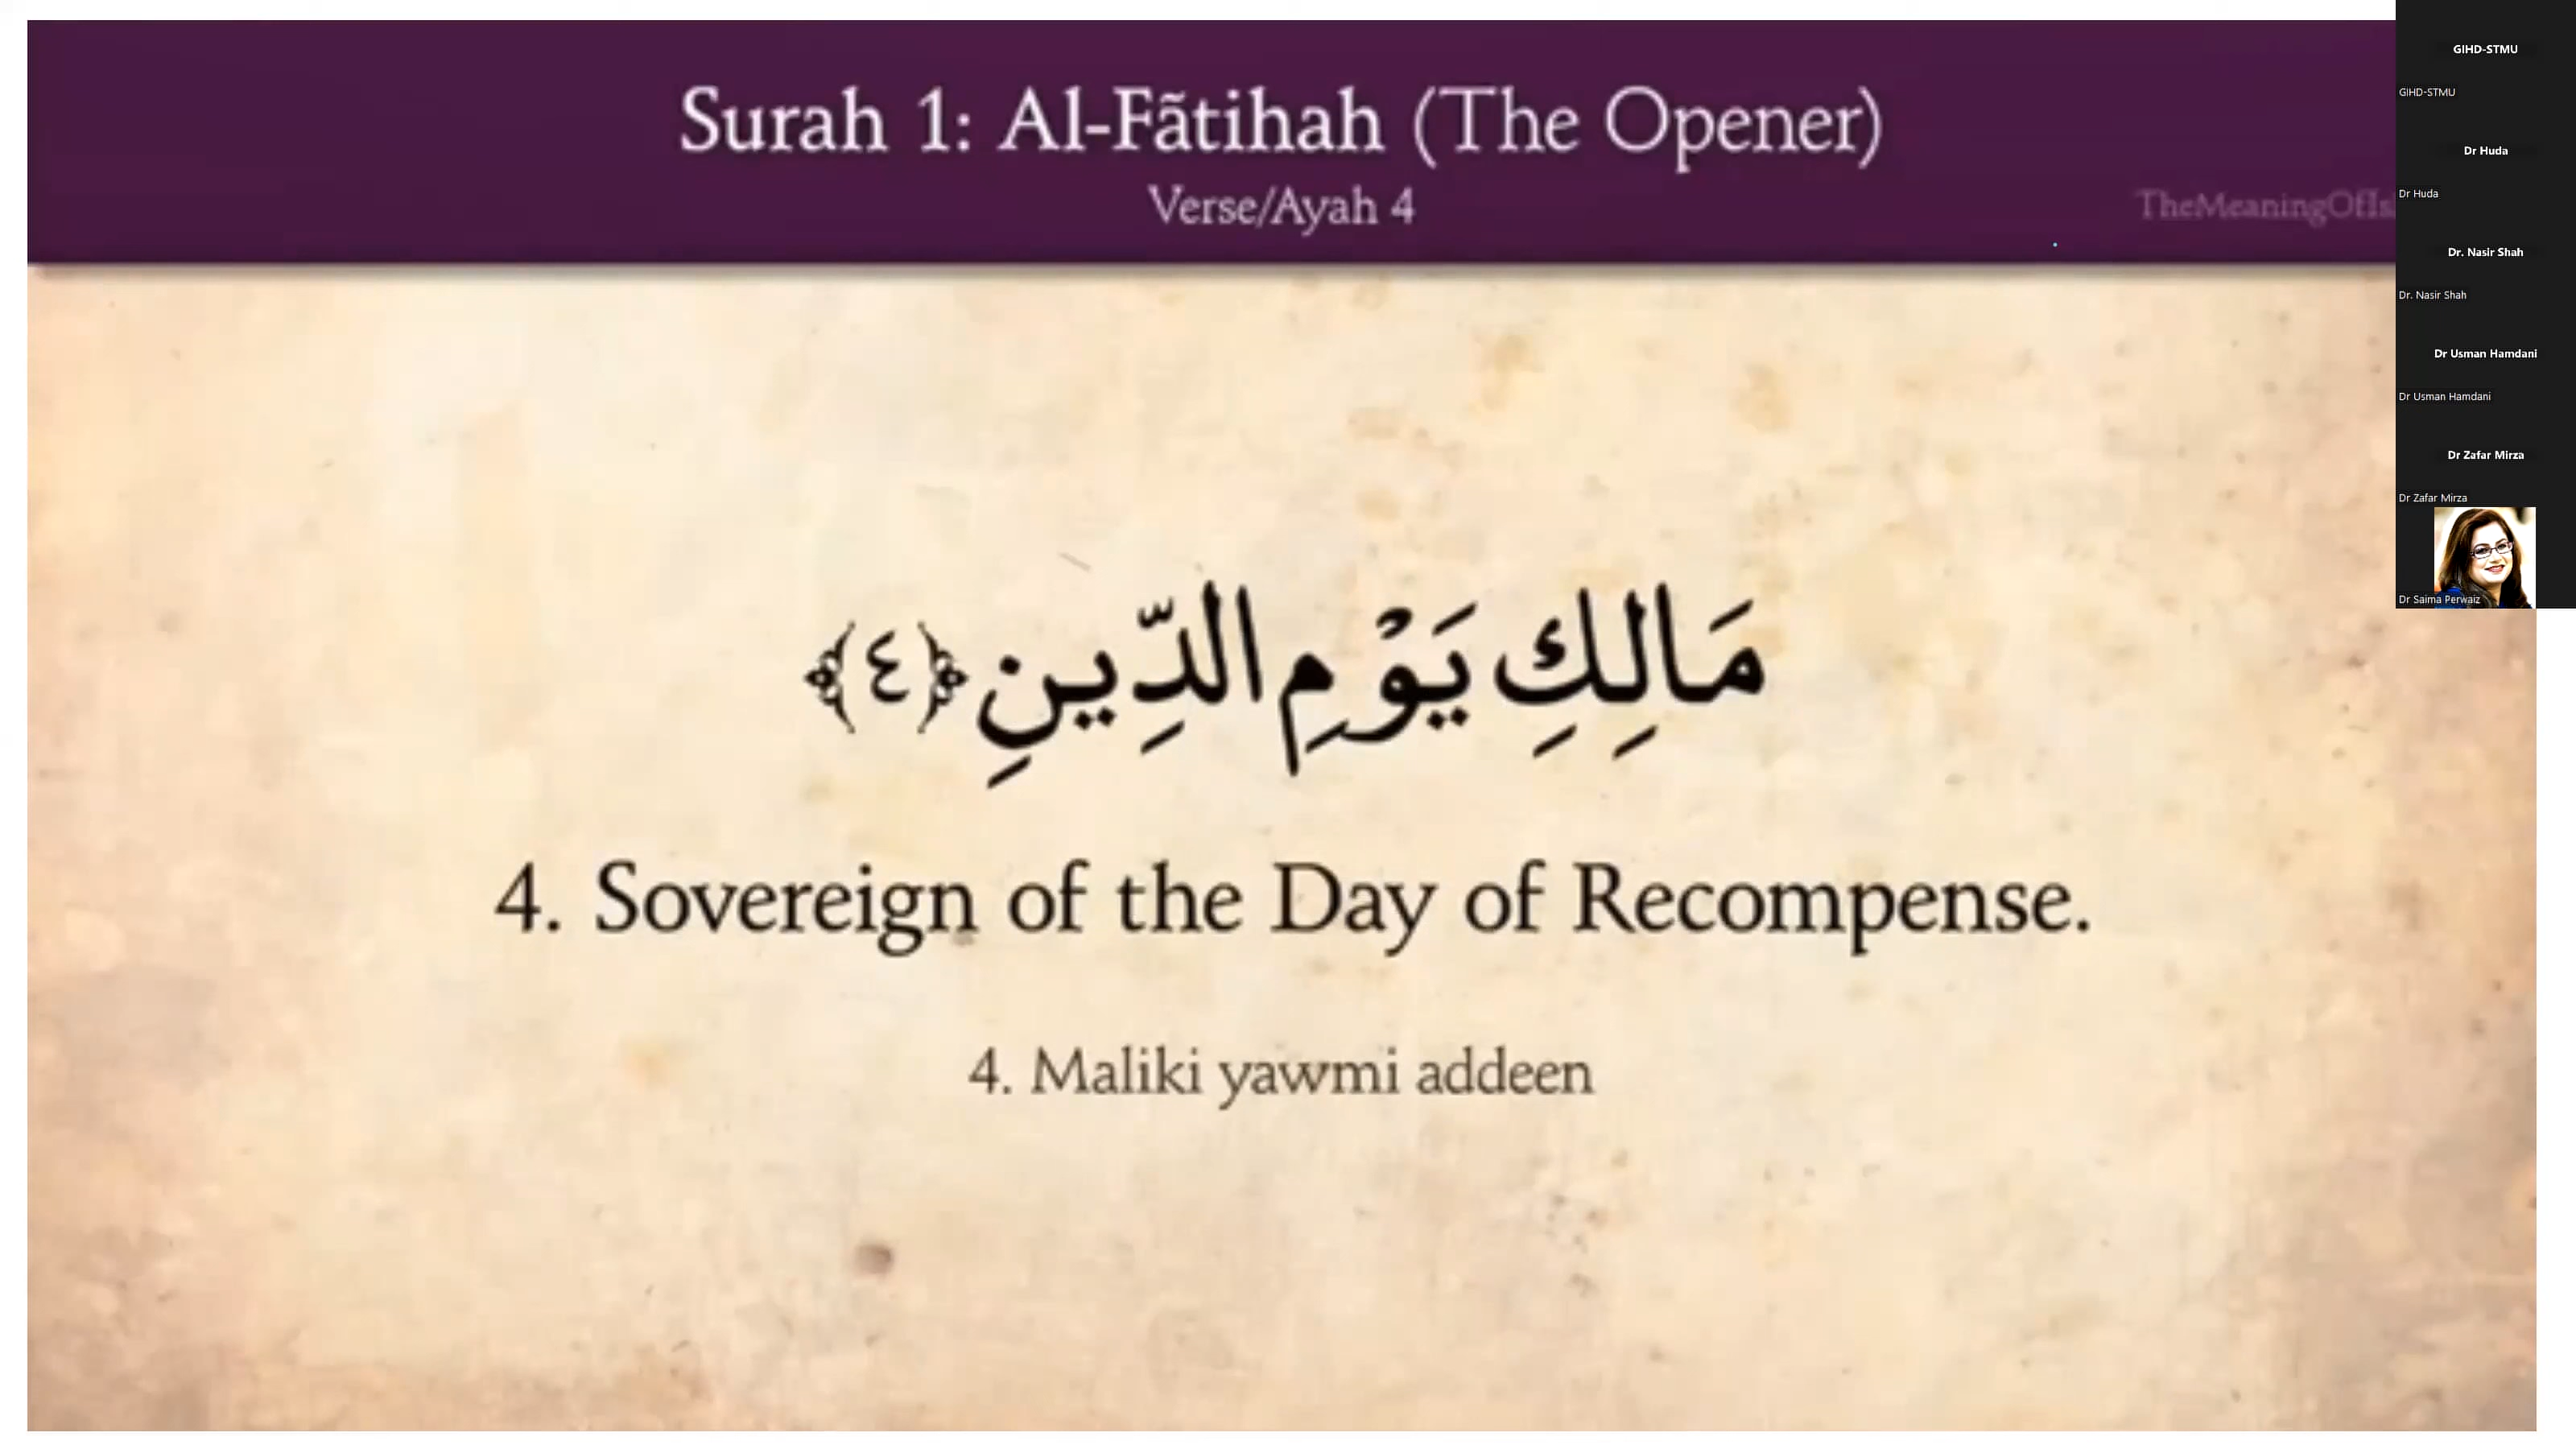 Surah 1: Al-Fãtihah (The Opener)
Verse/Ayah 4
مَالِكِ يَوْمِ الدِّينِ ﴿٤﴾
4. Sovereign of the Day of Recompense.
4. Maliki yawmi addeen
GIHD-STMU
GIHD-STMU
Dr Huda
Dr Huda
Dr. Nasir Shah
Dr. Nasir Shah
Dr Usman Hamdani
Dr Usman Hamdani
Dr Zafar Mirza
Dr Zafar Mirza
Dr Saima Perwaiz